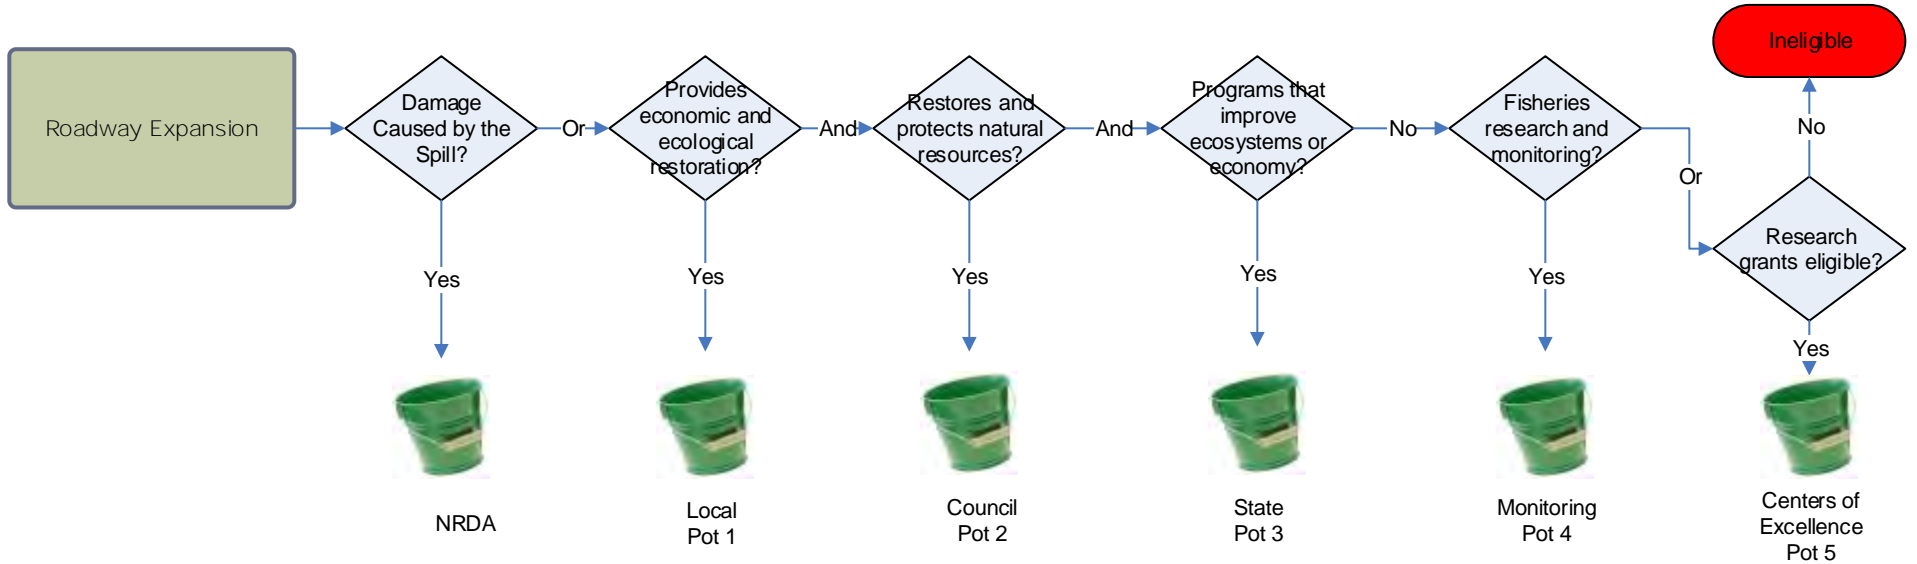 Roadway Expansion
Damage
Caused by the
Spill?
Or
Provides
economic and
ecological
restoration?
And
Restores and
protects natural
resources?
And
Programs that
improve
ecosystems or
economy?
No
Fisheries
research and
monitoring?
Or
Research
grants eligible?
No
Ineligible
Yes
Yes
Yes
Yes
Yes
Yes
NRDA
Local
Pot 1
Council
Pot 2
State
Pot 3
Monitoring
Pot 4
Centers of
Excellence
Pot 5